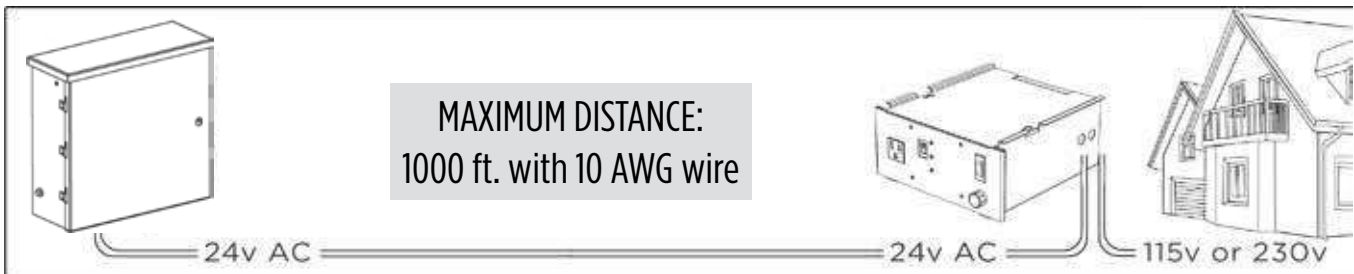 MAXIMUM DISTANCE:
1000 ft. with 10 AWG wire
24v AC
24v AC
115v or 230v